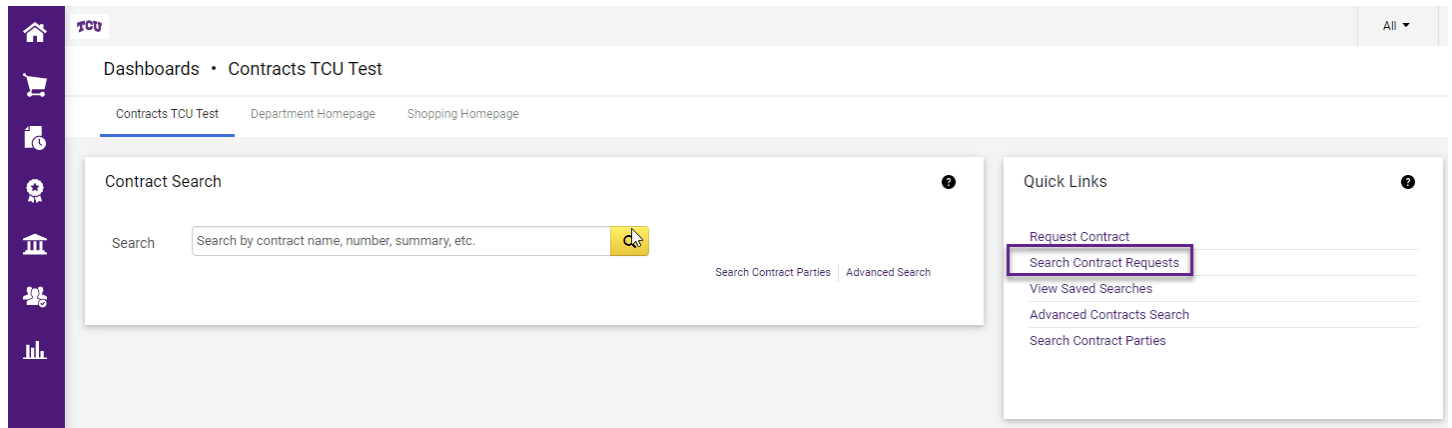 TCU
All
Dashboards • Contracts TCU Test
Contracts TCU Test Department Homepage Shopping Homepage
Contract Search
Search Search by contract name, number, summary, etc.
Search Contract Parties Advanced Search
Quick Links
Request Contract
Search Contract Requests
View Saved Searches
Advanced Contracts Search
Search Contract Parties